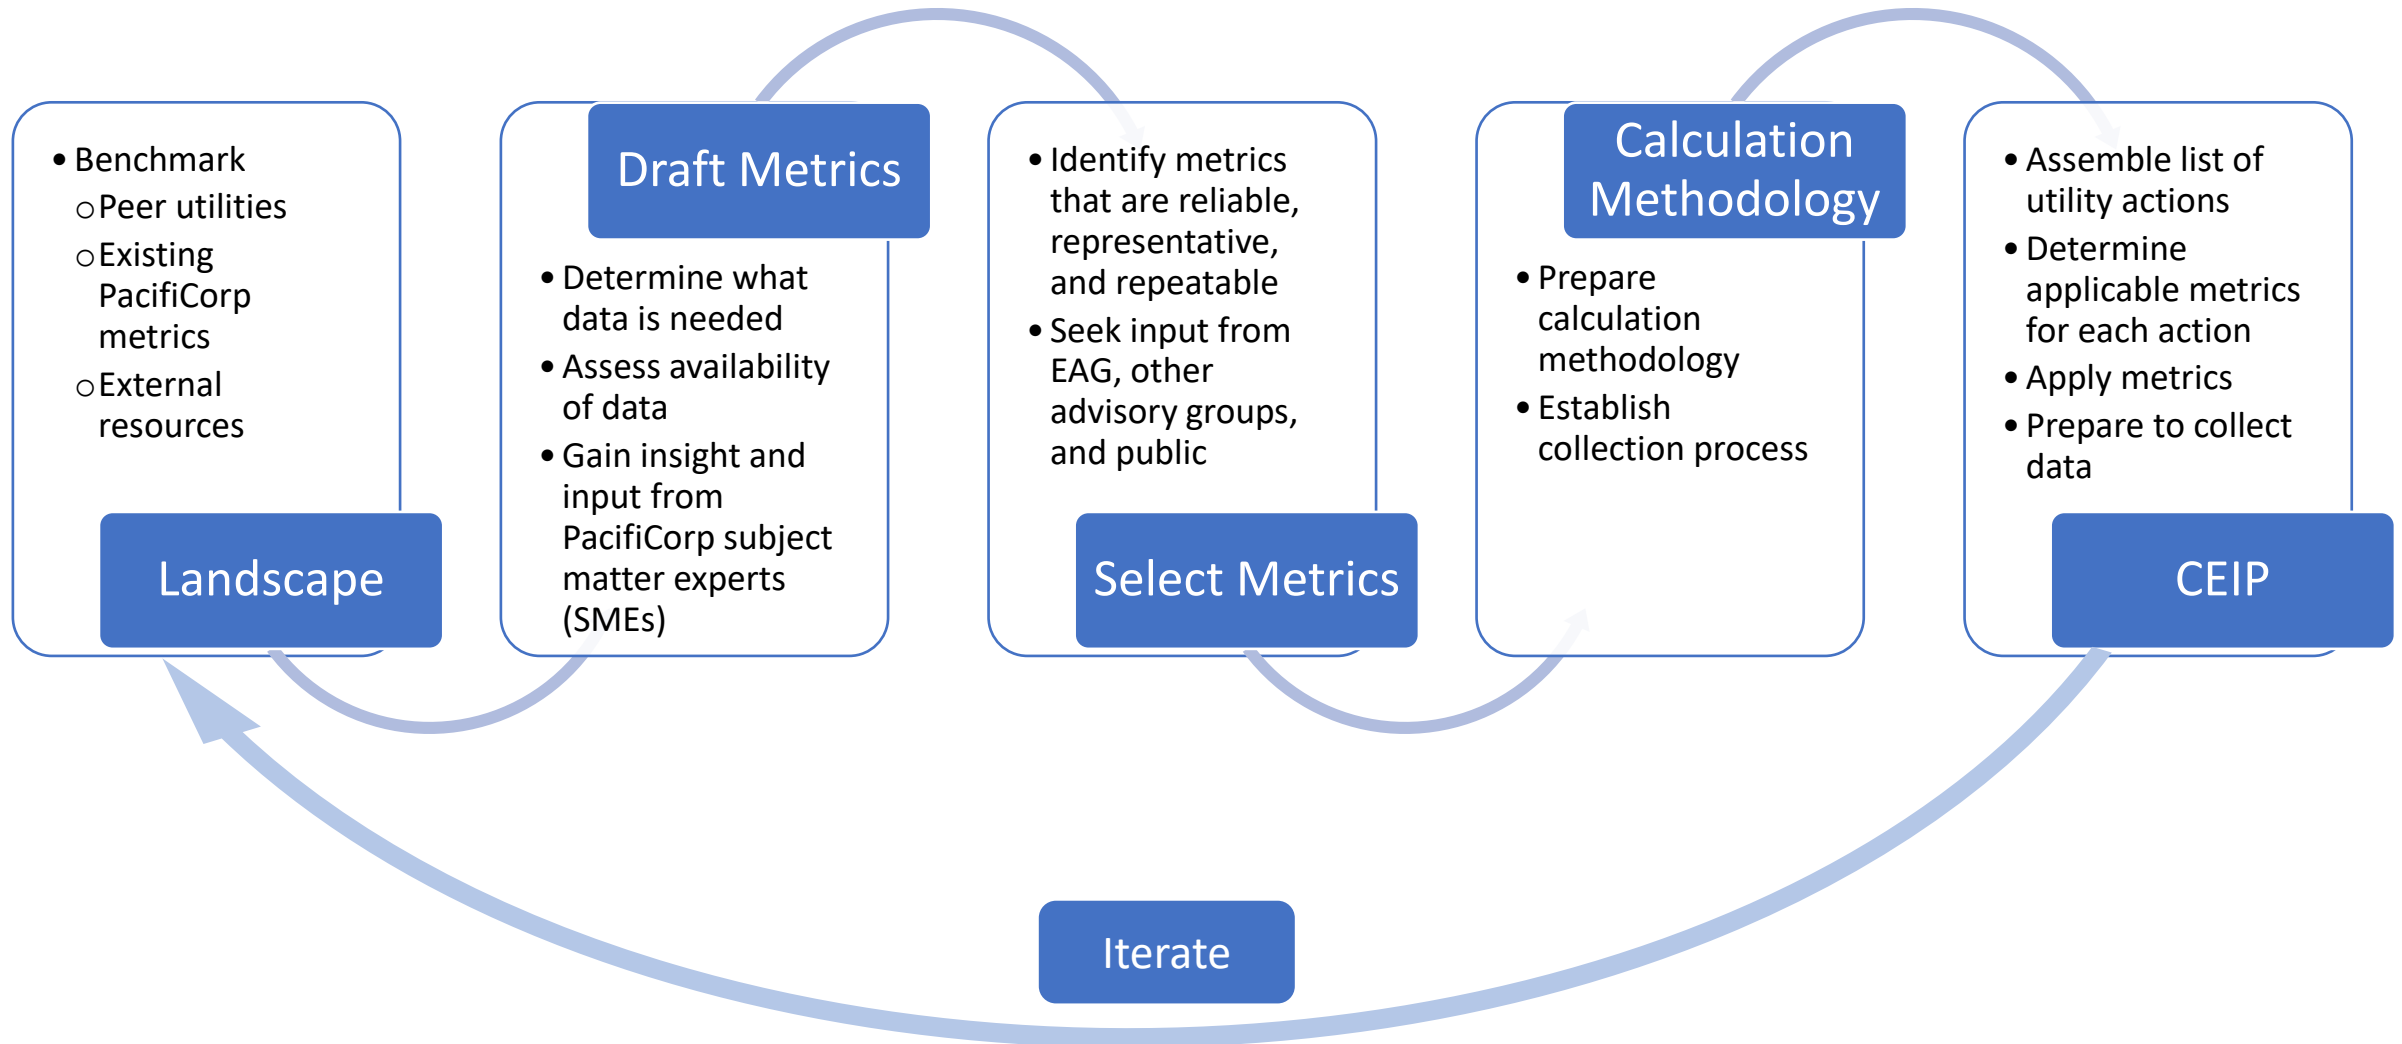 • Benchmark
○ Peer utilities
○ Existing
PacifiCorp
metrics
○ External
resources
Landscape
Draft Metrics
• Determine what
data is needed
• Assess availability
of data
• Gain insight and
input from
PacifiCorp subject
matter experts
(SMEs)
• Identify metrics
that are reliable,
representative,
and repeatable
• Seek input from
EAG, other
advisory groups,
and public
Select Metrics
Calculation
Methodology
• Prepare
calculation
methodology
• Establish
collection process
• Assemble list of
utility actions
• Determine
applicable metrics
for each action
• Apply metrics
• Prepare to collect
data
CEIP
Iterate